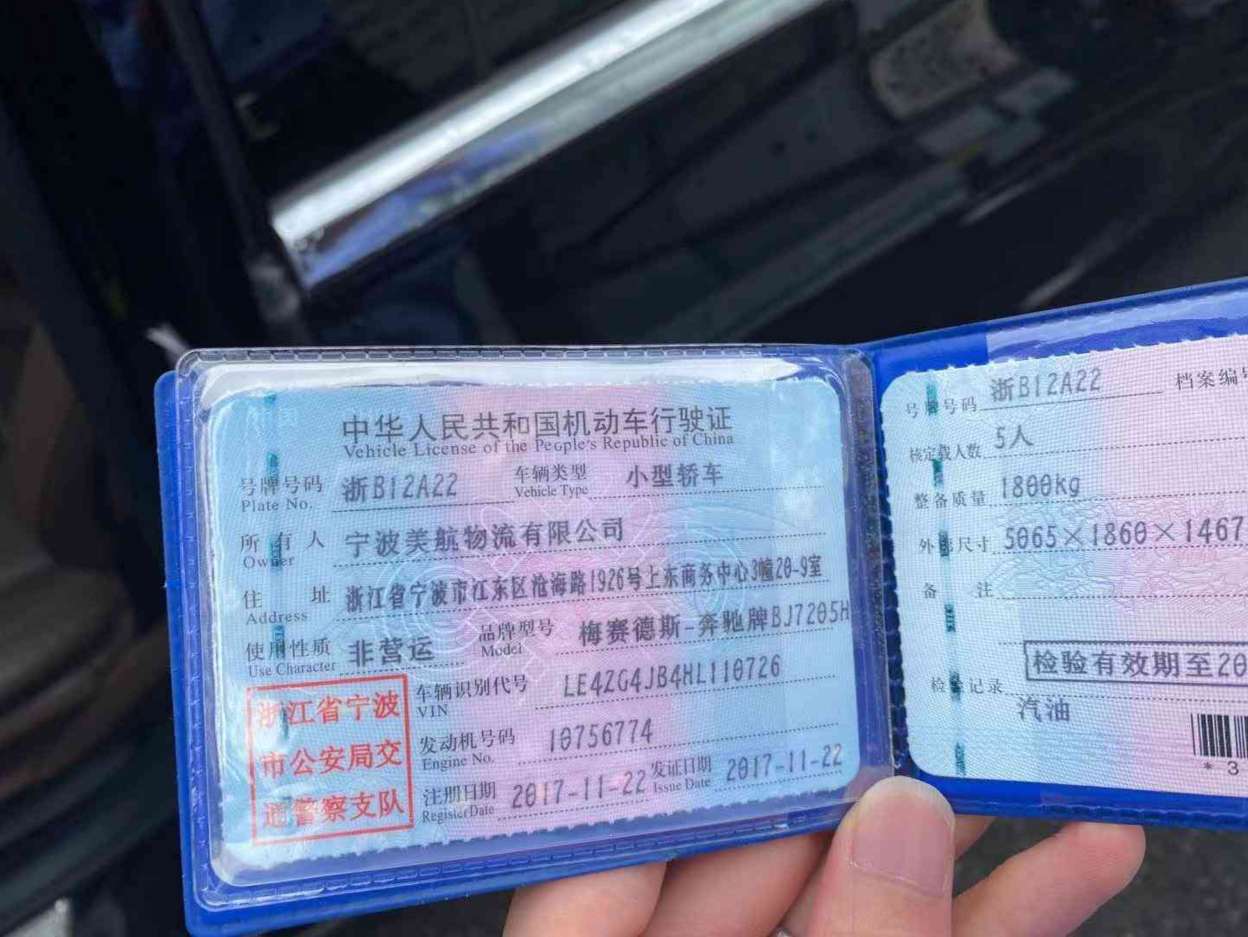 中华人民共和国机动车行驶证
Vehicle License of the People's Republic of China
号牌号码 浙B12A22 车辆类型 小型轿车
Plate No. Vehicle Type
所有人 宁波美航物流有限公司
Owner
住址 浙江省宁波市江东区沧海路1926号上东商务中心3幢20-9室
Address
使用性质 非营运 品牌型号 梅赛德斯-奔驰牌BJ7205H
Use Character Model
浙江省宁波
市公安局交
通警察支队
车辆识别代号 LE4ZG4JB4HL110726
VIN
发动机号码 10756774
Engine No.
注册日期 2017-11-22 发证日期 2017-11-22
Register Date Issue Date
号牌号码 浙B12A22 档案编号
核定载人数 5人
整备质量 1800kg
外廓尺寸 5065×1860×1467
备注
检验有效期至20
检验记录
汽油
*3